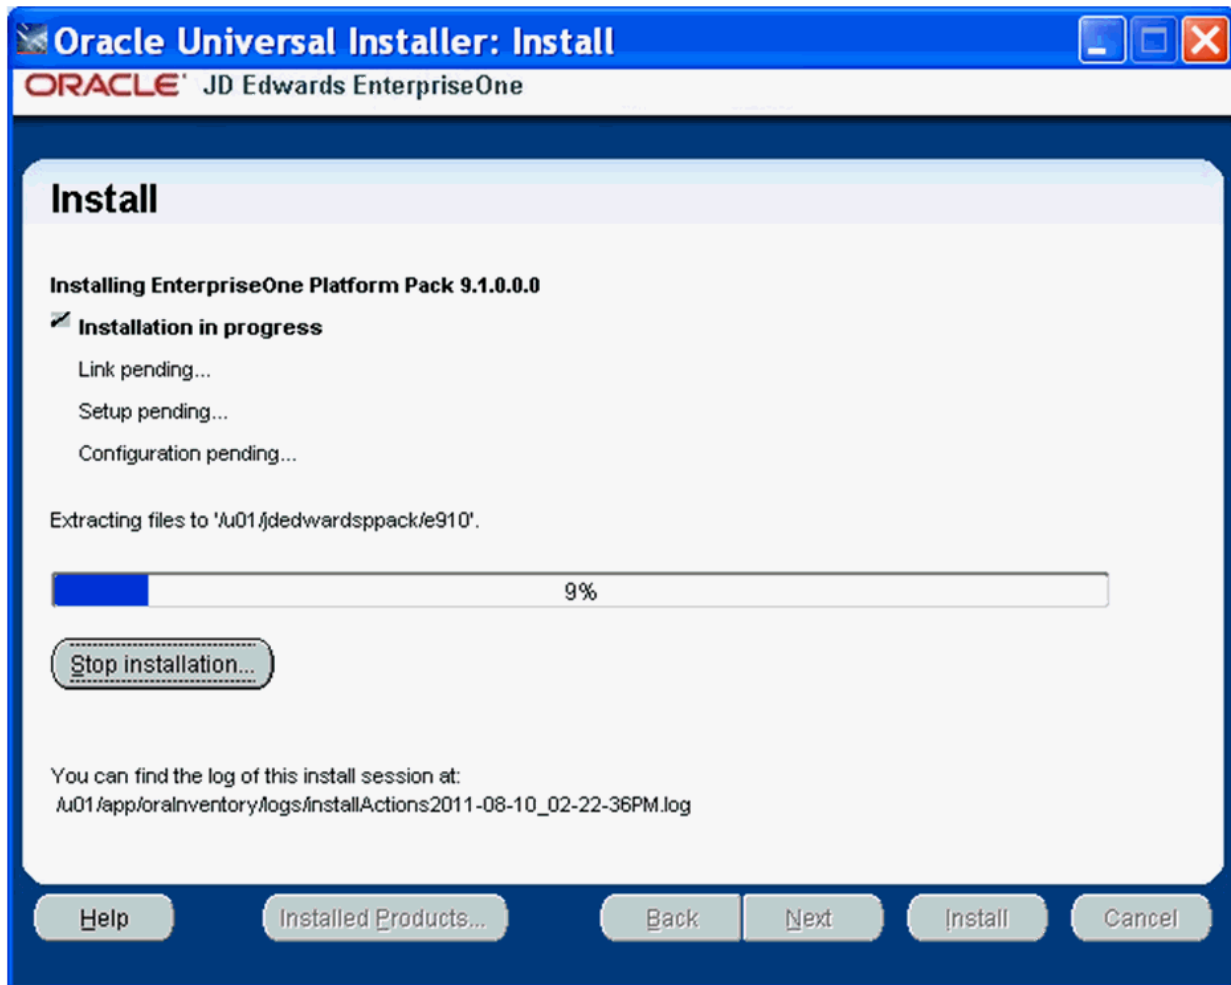 Oracle Universal Installer: Install
ORACLE JD Edwards EnterpriseOne
Install
Installing EnterpriseOne Platform Pack 9.1.0.0.0
Installation in progress
Link pending...
Setup pending...
Configuration pending...
Extracting files to '/u01/jdedwardsppack/e910'.
9%
Stop installation...
You can find the log of this install session at:
/u01/app/oraInventory/logs/installActions2011-08-10_02-22-36PM.log
Help Installed Products... Back Next Install Cancel